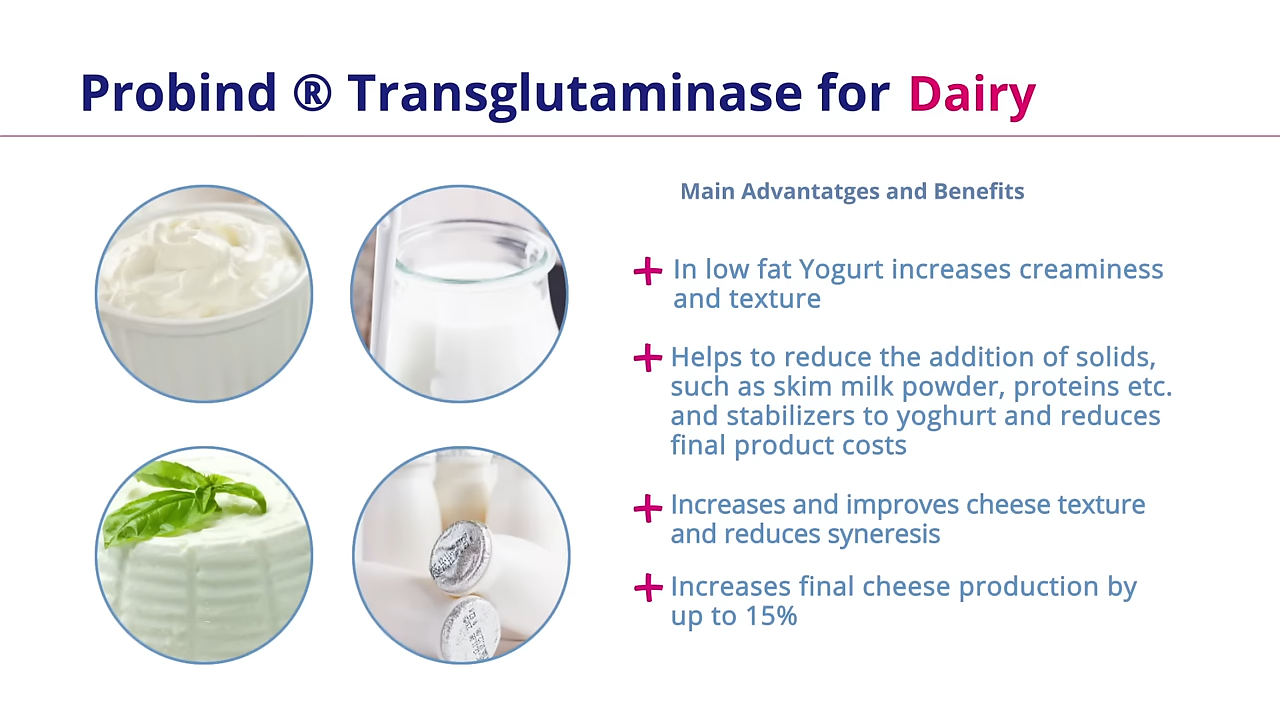 Probind ® Transglutaminase for Dairy
Main Advantatges and Benefits
In low fat Yogurt increases creaminess
and texture
Helps to reduce the addition of solids,
such as skim milk powder, proteins etc.
and stabilizers to yoghurt and reduces
final product costs
Increases and improves cheese texture
and reduces syneresis
Increases final cheese production by
up to 15%